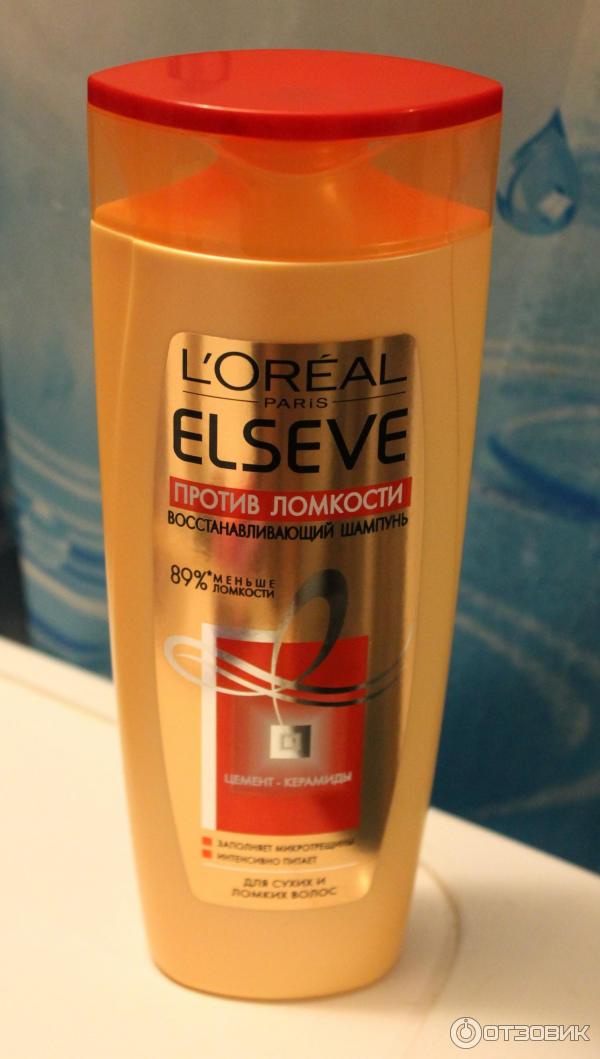 L'ORÉAL
PARIS
ELSEVE
ПРОТИВ ЛОМКОСТИ
ВОССТАНАВЛИВАЮЩИЙ ШАМПУНЬ
89%* МЕНЬШЕ
ЛОМКОСТИ
ЦЕМЕНТ - КЕРАМИДЫ
ЗАПОЛНЯЕТ МИКРОТРЕЩИНЫ
ИНТЕНСИВНО ПИТАЕТ
ДЛЯ СУХИХ И
ЛОМКИХ ВОЛОС
ОТЗОВИК